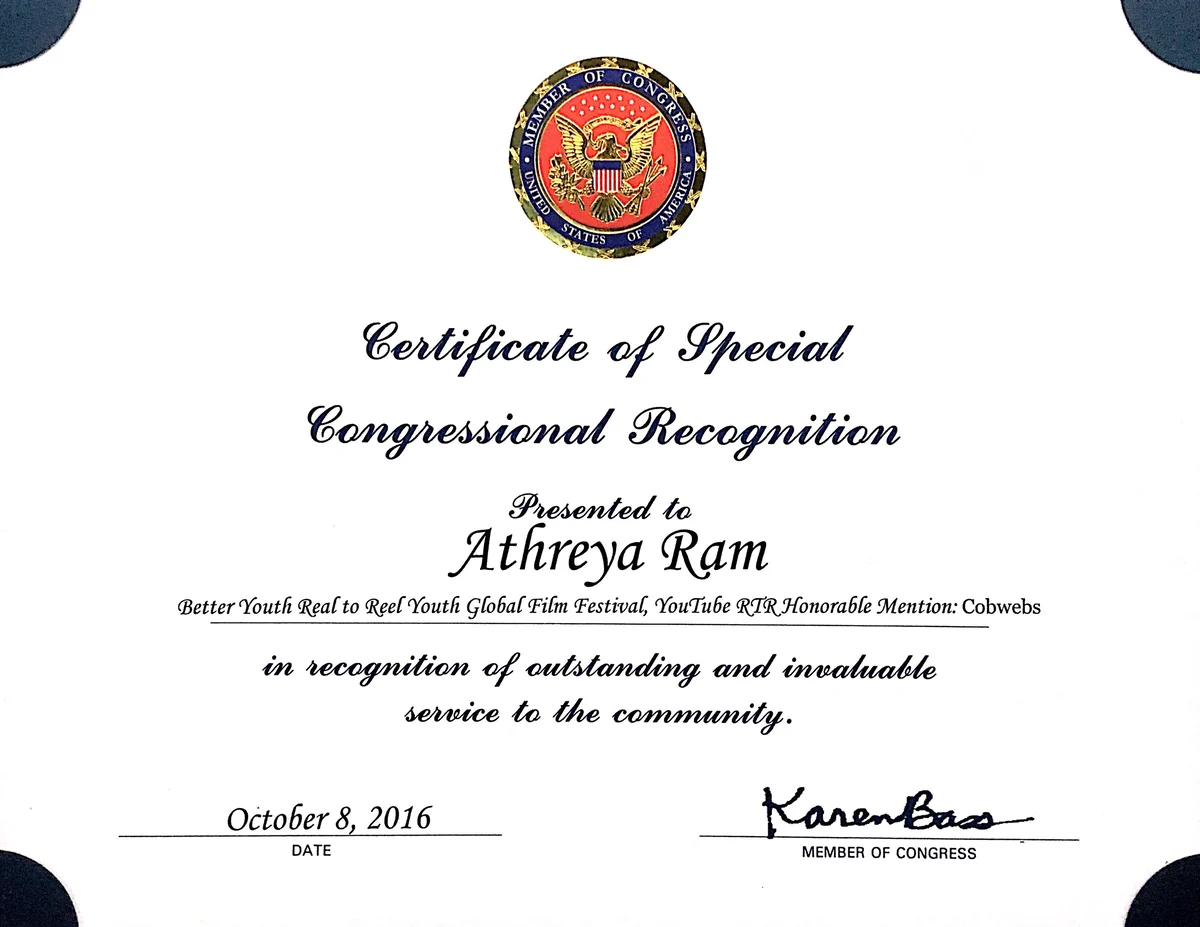 MEMBER OF CONGRESS
UNITED STATES OF AMERICA
Certificate of Special
Congressional Recognition
Presented to
Athreya Ram
Better Youth Real to Reel Youth Global Film Festival, YouTube RTR Honorable Mention: Cobwebs
in recognition of outstanding and invaluable
service to the community.
October 8, 2016
DATE
Karen Bass
MEMBER OF CONGRESS